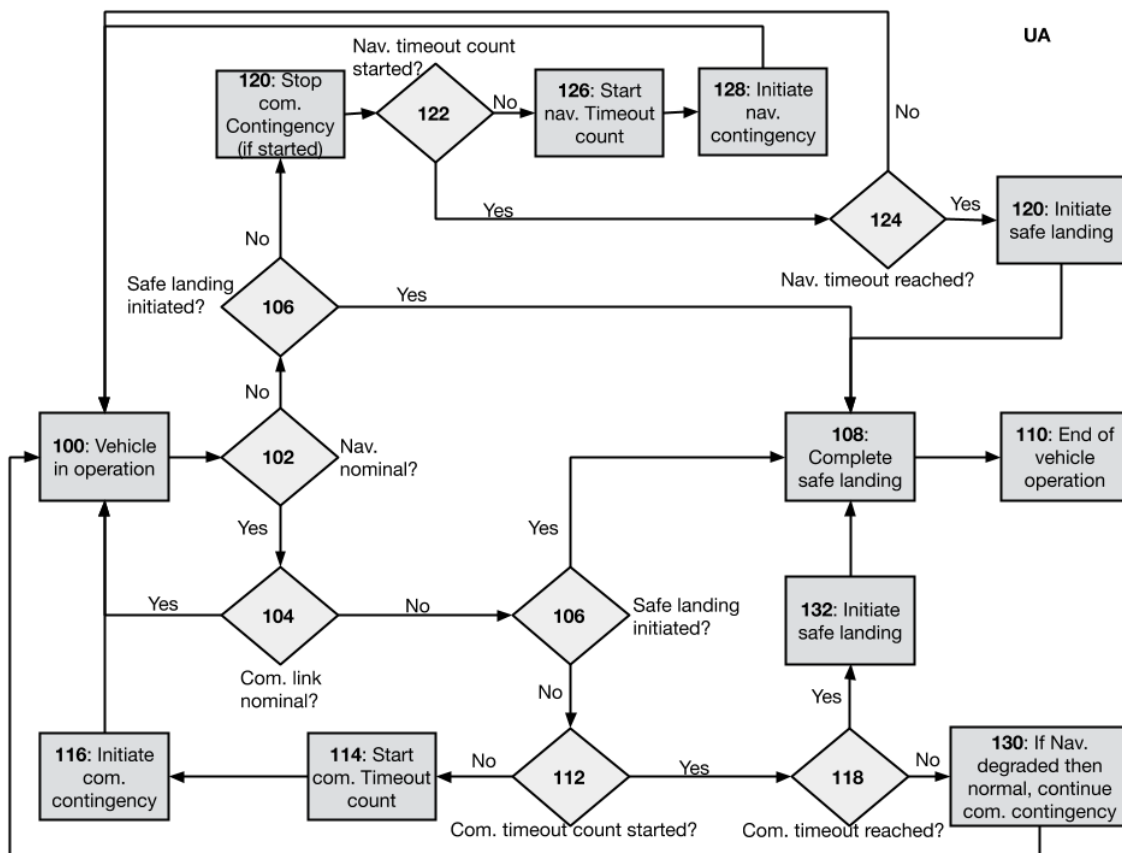 UA
Nav. timeout count
started?
120: Stop
com.
Contingency
(if started)
122
No
126: Start
nav. Timeout
count
128: Initiate
nav.
contingency
No
Yes
124
Yes
120: Initiate
safe landing
Nav. timeout reached?
No
Safe landing
initiated?
106
Yes
No
100: Vehicle
in operation
102
Nav.
nominal?
108:
Complete
safe landing
110: End of
vehicle
operation
Yes
Yes
Yes
104
No
106
Safe landing
initiated?
132: Initiate
safe landing
Com. link
nominal?
No
Yes
116: Initiate
com.
contingency
114: Start
com. Timeout
count
No
112
Yes
118
No
130: If Nav.
degraded then
normal, continue
com. contingency
Com. timeout count started?
Com. timeout reached?